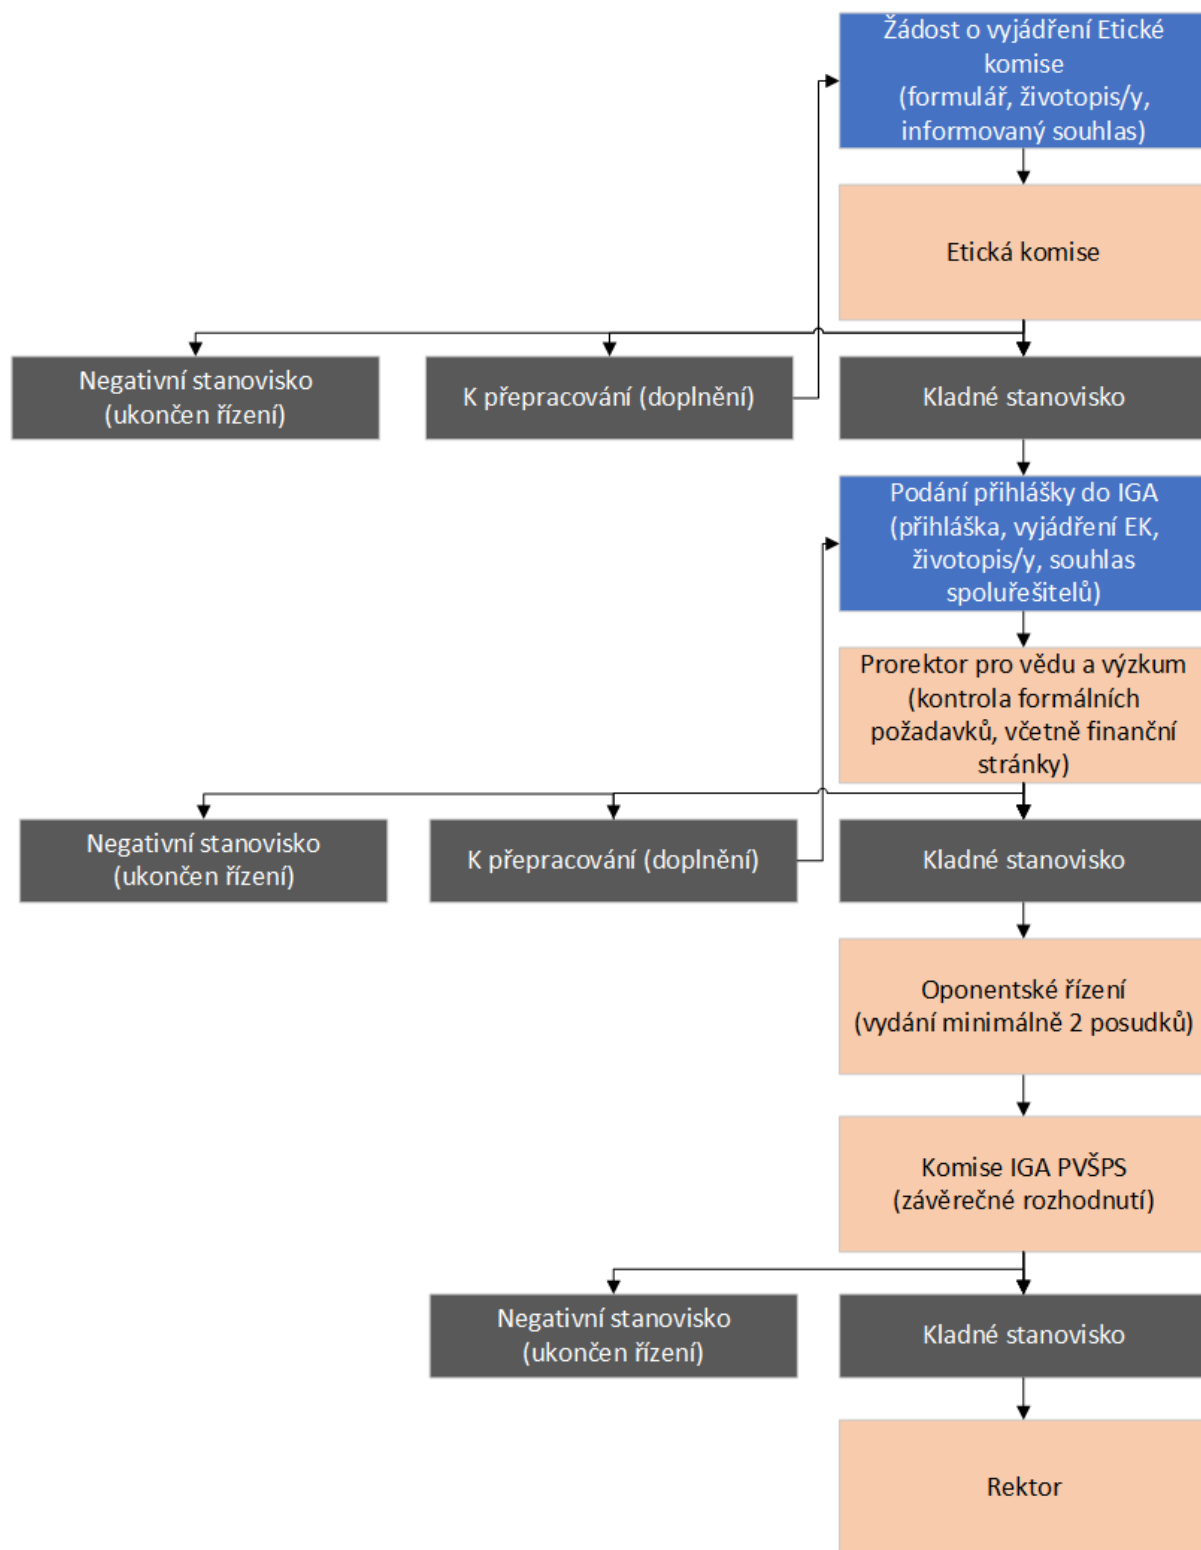 Žádost o vyjádření Etické
komise
(formulář, životopis/y,
informovaný souhlas)
Etická komise
Negativní stanovisko
(ukončen řízení)
K přepracování (doplnění)
Kladné stanovisko
Podání přihlášky do IGA
(přihláška, vyjádření EK,
životopis/y, souhlas
spoluřešitelů)
Prorektor pro vědu a výzkum
(kontrola formálních
požadavků, včetně finanční
stránky)
Negativní stanovisko
(ukončen řízení)
K přepracování (doplnění)
Kladné stanovisko
Oponentské řízení
(vydání minimálně 2 posudků)
Komise IGA PVŠPS
(závěrečné rozhodnutí)
Negativní stanovisko
(ukončen řízení)
Kladné stanovisko
Rektor